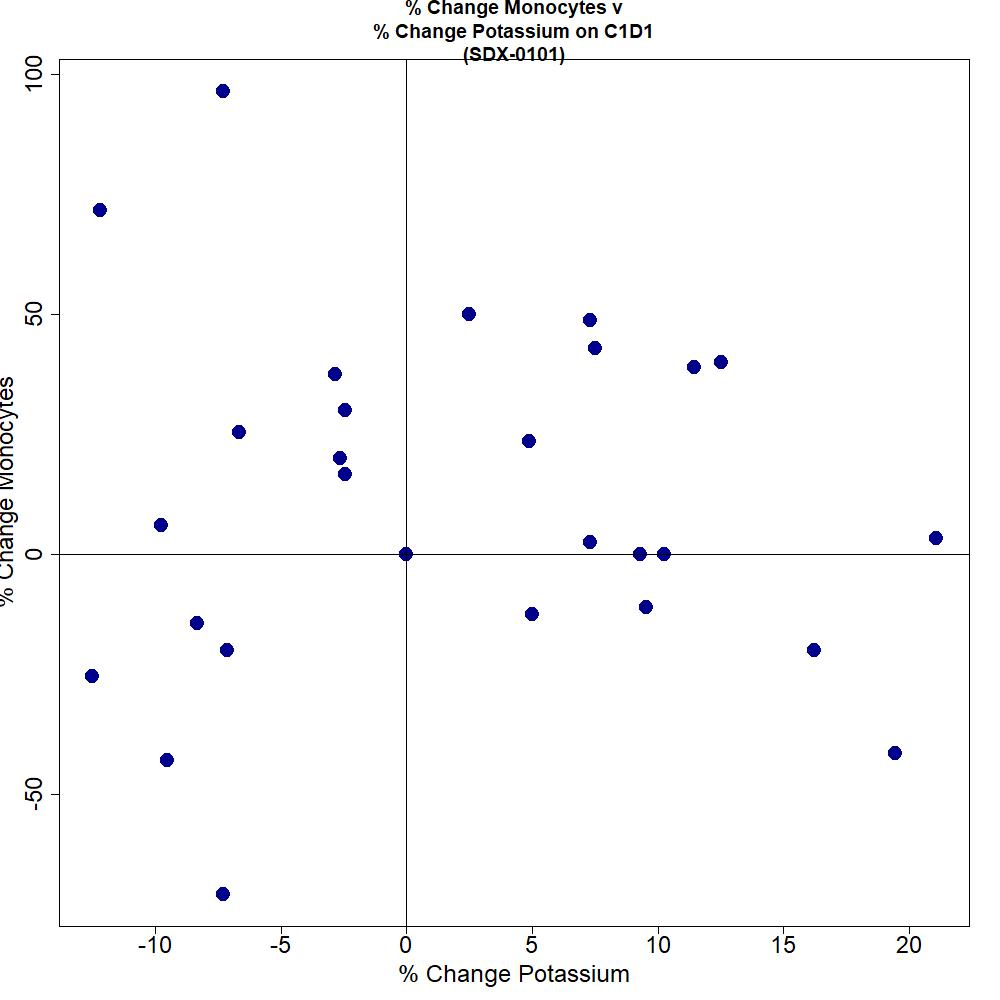 % Change Monocytes v
% Change Potassium on C1D1
(SDX-0101)
% Change Monocytes
100
50
0
-50
-10
-5
0
5
10
15
20
% Change Potassium